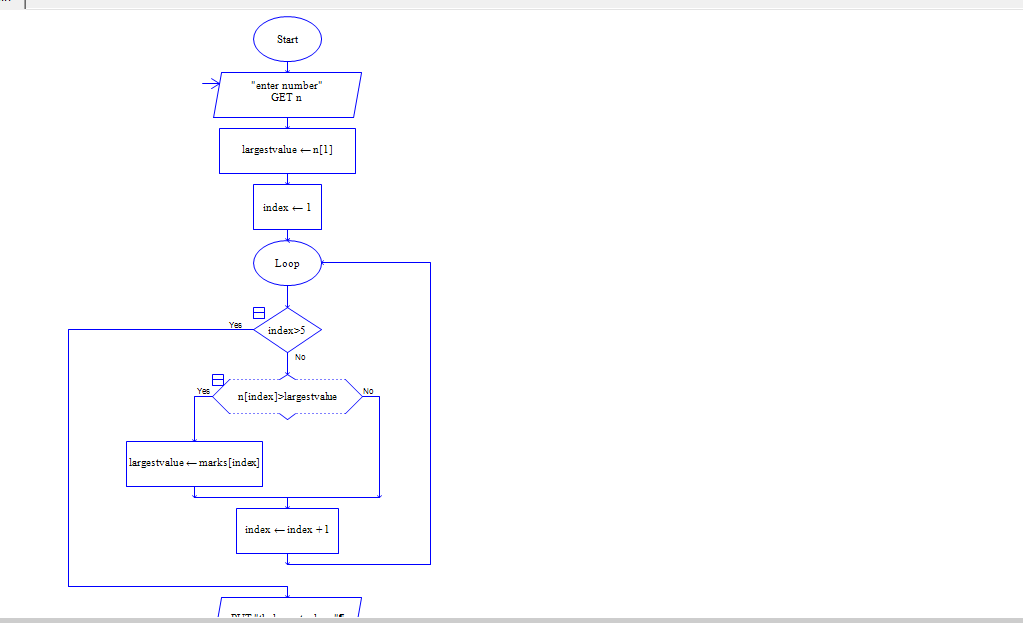 Start
"enter number"
GET n
largestvalue ← n[1]
index ← 1
Loop
Yes
index>5
No
Yes
n[index]>largestvalue
No
largestvalue ← marks[index]
index ← index + 1
PUT